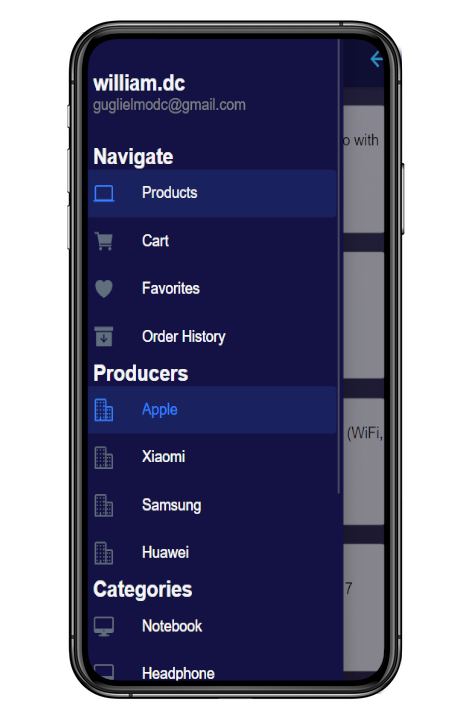 william.dc
guglielmodc@gmail.com
Navigate
Products
Cart
Favorites
Order History
Producers
Apple
Xiaomi
Samsung
Huawei
Categories
Notebook
Headphone
with
(WiFi,
7